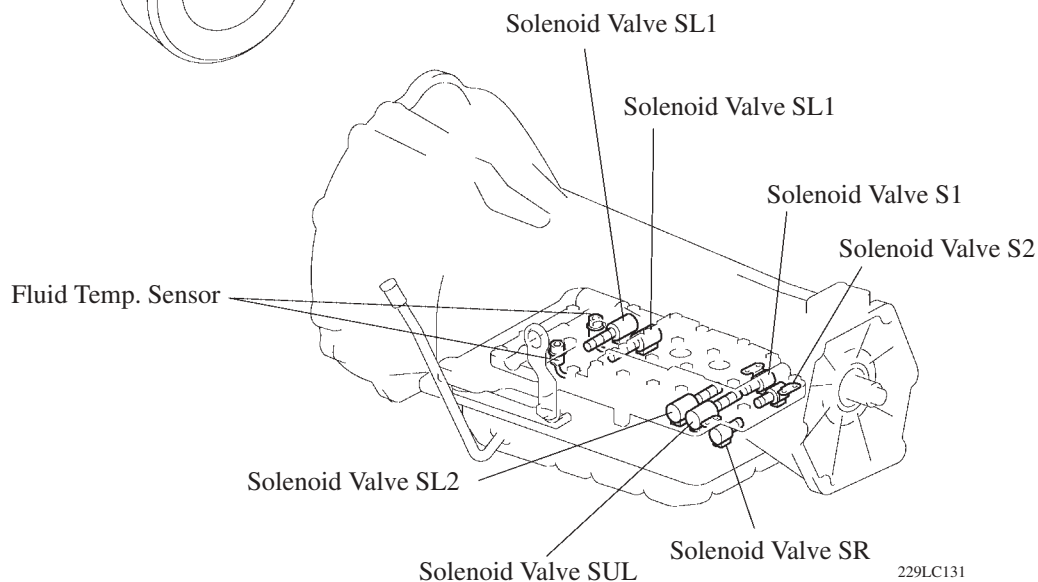 Solenoid Valve SL1
Solenoid Valve SL1
Solenoid Valve S1
Solenoid Valve S2
Fluid Temp. Sensor
Solenoid Valve SL2
Solenoid Valve SR
Solenoid Valve SUL
229LC131